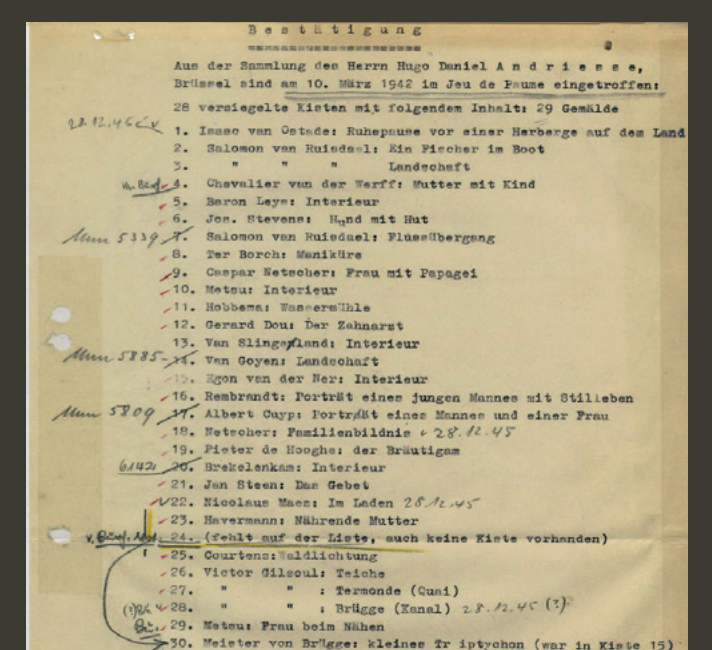 Bestätigung
Aus der Sammlung des Herrn Hugo Daniel Andriesse,
Brüssel sind am 10. März 1942 im Jeu de Paume eingetroffen:
28 versiegelte Kisten mit folgendem Inhalt: 29 Gemälde
28.12.46 1. Isaac van Ostade: Ruhepause vor einer Herberge auf dem Land
2. Salomon van Ruisdael: Ein Fischer im Boot
3. " " " Landschaft
4. Chevalier van der Werff: Mutter mit Kind
5. Baron Leys: Interieur
6. Jos. Stevens: Hund mit Hut
Mun 5339 7. Salomon van Ruisdael: Flussübergang
8. Ter Borch: Maniküre
9. Caspar Netscher: Frau mit Papagei
10. Metsu: Interieur
11. Hobbema: Wassermühle
12. Gerard Dou: Der Zahnarzt
13. Van Slingerland: Interieur
Mun 5885 14. Van Goyen: Landschaft
15. Egon van der Ner: Interieur
16. Rembrandt: Porträt eines jungen Mannes mit Stilleben
Mun 5809 17. Albert Cuyp: Porträt eines Mannes und einer Frau
18. Netscher: Familienbildnis 28.12.45
19. Pieter de Hooghe: der Bräutigam
6142 20. Brekelenkam: Interieur
21. Jan Steen: Das Gebet
22. Nicolaus Maes: Im Laden 28 12.45
23. Havermann: Nährende Mutter
24. (fehlt auf der Liste, auch keine Kiste vorhanden)
25. Courtens: Waldlichtung
26. Victor Gilsoul: Teiche
27. " " : Termonde (Quai)
28. " " : Brügge (Kanal) 28.12.45 (?)
29. Metsu: Frau beim Nähen
30. Meister von Brügge: kleines Triptychon (war in Kiste 15)